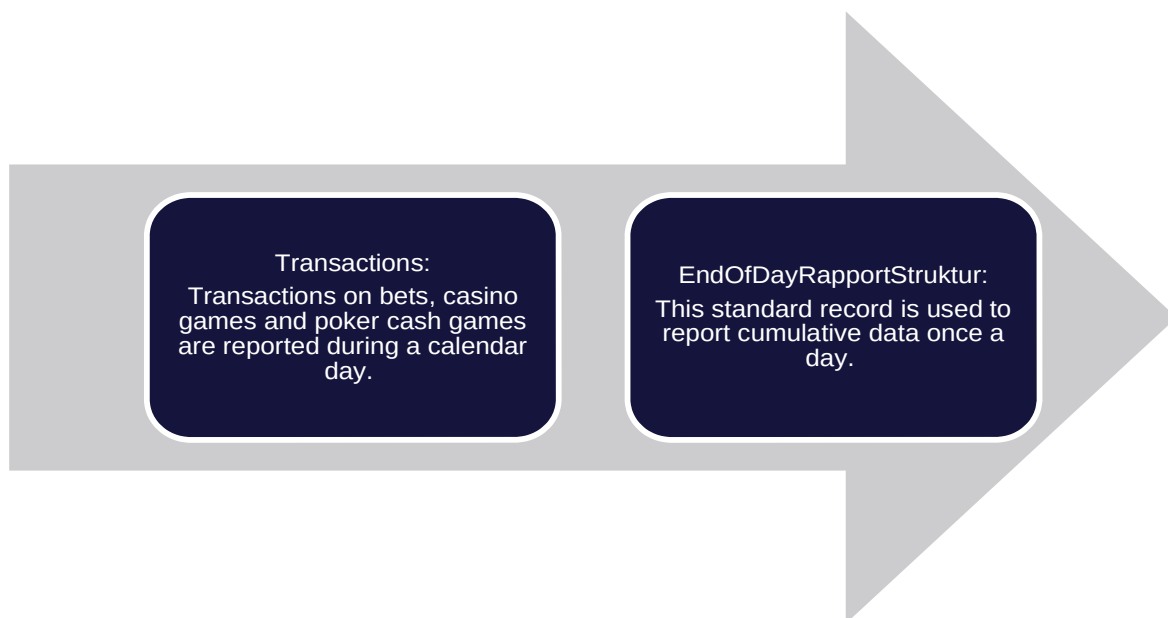 Transactions:
Transactions on bets, casino
games and poker cash games
are reported during a calendar
day.
EndOfDayRapportStruktur:
This standard record is used to
report cumulative data once a
day.